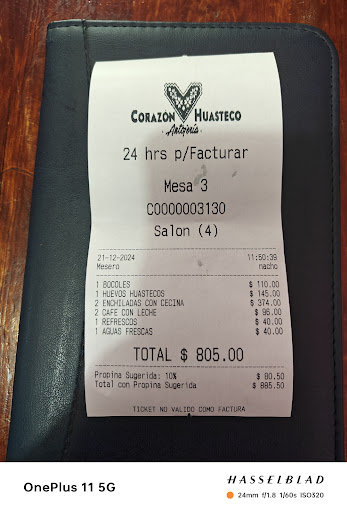 CORAZÓN HUASTECO
· Antojería ·
24 hrs p/Facturar
Mesa 3
C0000003130
Salon (4)
21-12-2024 11:50:39
Mesero nacho
1 BOCOLES $ 110.00
1 HUEVOS HUASTECOS $ 145.00
2 ENCHILADAS CON CECINA $ 374.00
2 CAFE CON LECHE $ 96.00
1 REFRESCOS $ 40.00
1 AGUAS FRESCAS $ 40.00
TOTAL $ 805.00
Propina Sugerida: 10% $ 80.50
Total con Propina Sugerida $ 885.50
TICKET NO VALIDO COMO FACTURA
OnePlus 11 5G
HASSELBLAD
24mm f/1.8 1/60s ISO320